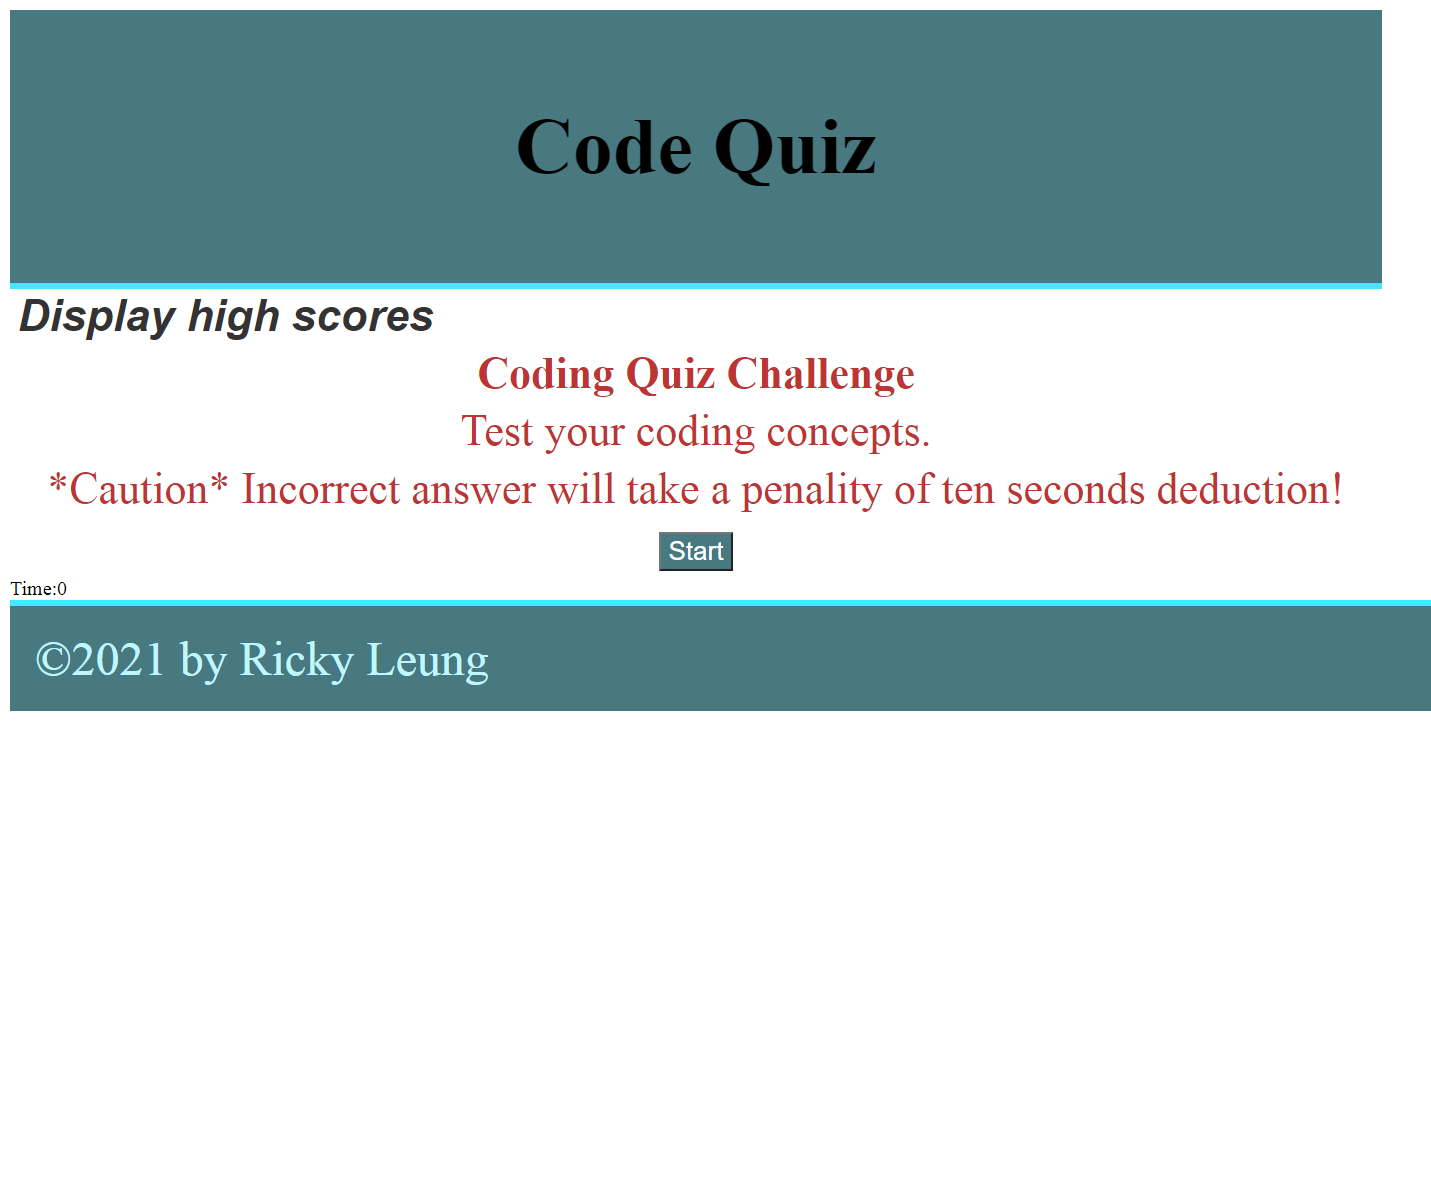 Code Quiz
Display high scores
Coding Quiz Challenge
Test your coding concepts.
*Caution* Incorrect answer will take a penality of ten seconds deduction!
Start
Time:0
©2021 by Ricky Leung